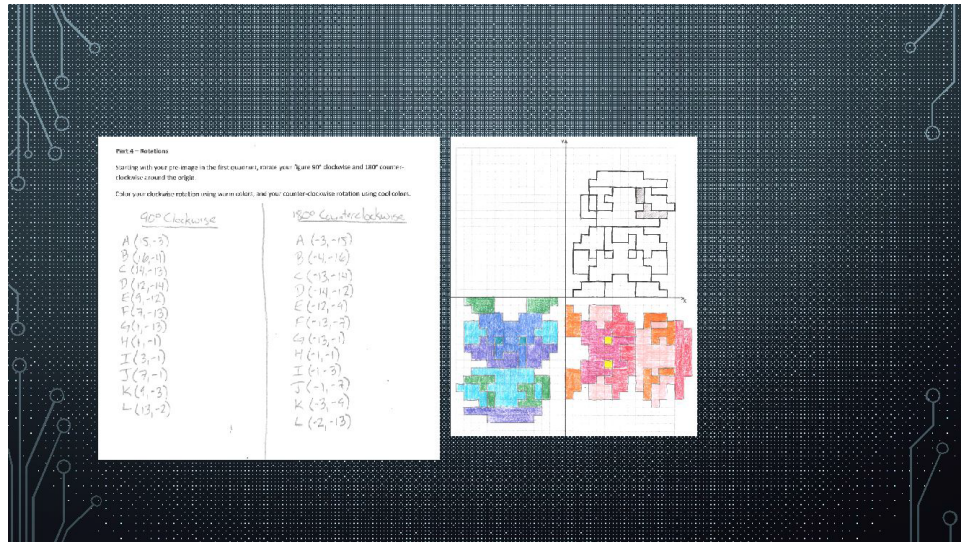 Part 4 – Rotations
Starting with your pre-image in the first quadrant, rotate your figure 90° clockwise and 180° counter-
clockwise around the origin.
Color your clockwise rotation using warm colors, and your counter-clockwise rotation using cool colors.
90° Clockwise
A (15,-3)
B (16,-11)
C (14,-13)
D (12,-14)
E (9,-12)
F (7,-13)
G (1,-13)
H (1,-1)
I (3,-1)
J (7,-1)
K (9,-3)
L (13,-2)
180° Counterclockwise
A (-3,-15)
B (-4,-16)
C (-13,-14)
D (-14,-12)
E (-12,-9)
F (-13,-7)
G (-13,-1)
H (-1,-1)
I (-1,-3)
J (-1,-7)
K (-3,-9)
L (-2,-13)